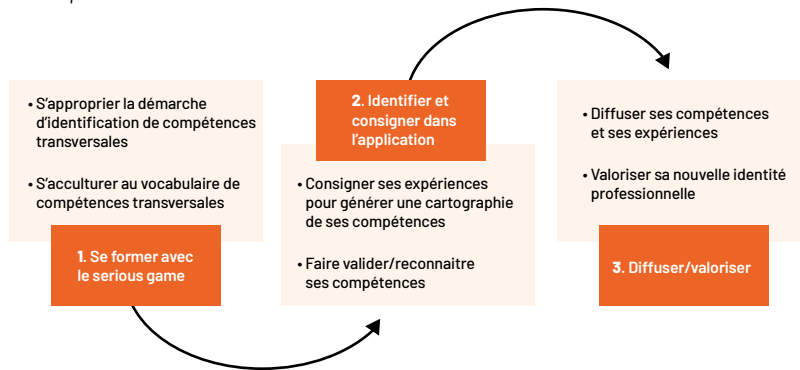 • S'approprier la démarche
d'identification de compétences
transversales
• S'acculturer au vocabulaire de
compétences transversales
1. Se former avec
le serious game
2. Identifier et
consigner dans
l'application
• Consigner ses expériences
pour générer une cartographie
de ses compétences
• Faire valider/reconnaitre
ses compétences
• Diffuser ses compétences
et ses expériences
• Valoriser sa nouvelle identité
professionnelle
3. Diffuser/valoriser